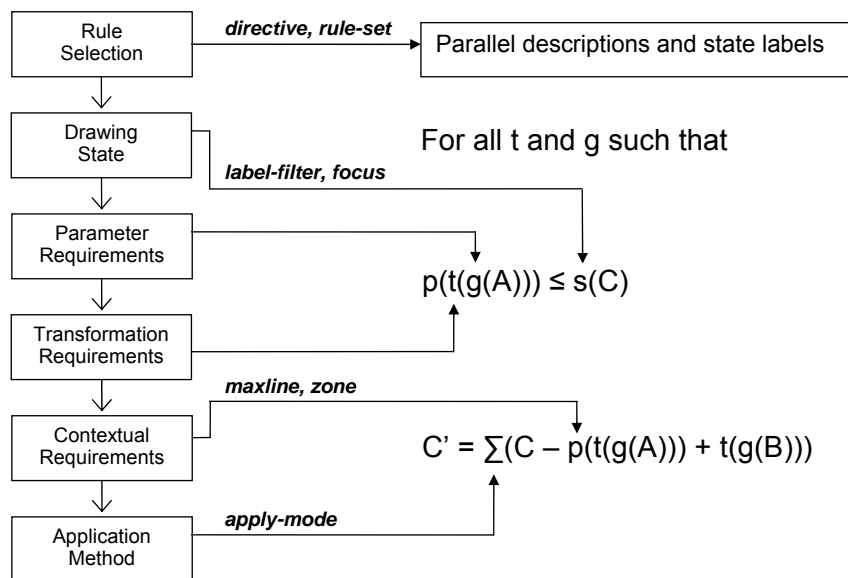 Rule
Selection
directive, rule-set
Parallel descriptions and state labels
Drawing
State
For all t and g such that
label-filter, focus
Parameter
Requirements
p(t(g(A))) ≤ s(C)
Transformation
Requirements
maxline, zone
Contextual
Requirements
C’ = ∑(C – p(t(g(A))) + t(g(B)))
apply-mode
Application
Method